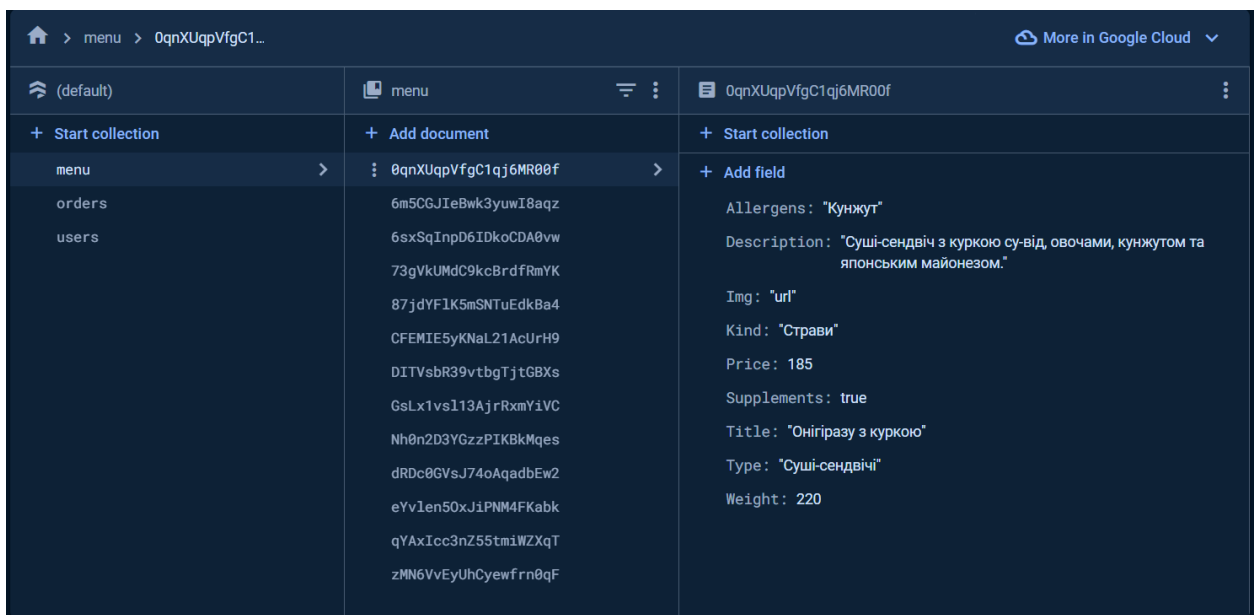 menu > 0qnXUqpVfgC1...
More in Google Cloud
(default)
menu
0qnXUqpVfgC1qj6MR00f
+ Start collection
+ Add document
+ Start collection
menu
orders
users
0qnXUqpVfgC1qj6MR00f
6m5CGJIeBwk3yuwI8aqz
6sxSqInpD6IDkoCDA0vw
73gVkUMdC9kcBrdfRmYK
87jdYFlK5mSNTuEdkBa4
CFEMIE5yKNaL21AcUrH9
DITVsbR39vtbgTjtGBXs
GsLx1vsl13AjrRxmYiVC
Nh0n2D3YGzzPIKBkMqes
dRDc0GVsJ74oAqadbEw2
eYvlen5OxJiPNM4FKabk
qYAxIcc3nZ55tmiWZXqT
zMN6VvEyUhCyewfrn0qF
+ Add field
Allergens: "Кунжут"
Description: "Суші-сендвіч з куркою су-від, овочами, кунжутом та
японським майонезом."
Img: "url"
Kind: "Страви"
Price: 185
Supplements: true
Title: "Онігіразу з куркою"
Type: "Суші-сендвічі"
Weight: 220